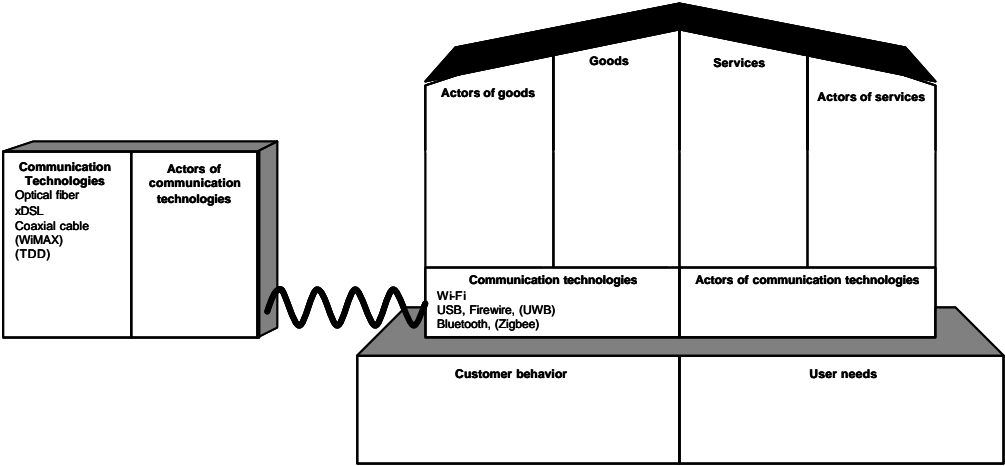 Communication
Technologies
Optical fiber
xDSL
Coaxial cable
(WiMAX)
(TDD)
Actors of
communication
technologies
Actors of goods
Goods
Services
Actors of services
Communication technologies
Wi-Fi
USB, Firewire, (UWB)
Bluetooth, (Zigbee)
Actors of communication technologies
Customer behavior
User needs